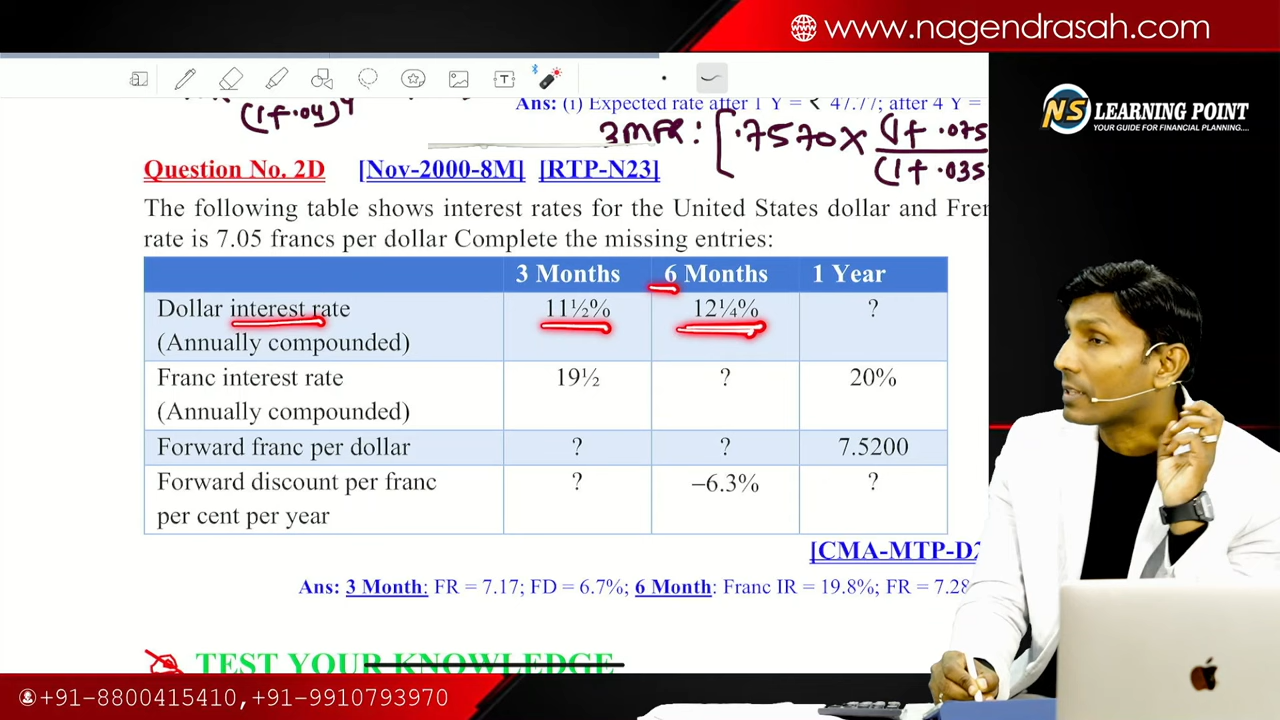 www.nagendrasah.com
NS LEARNING POINT
YOUR GUIDE FOR FINANCIAL PLANNING....
(1+.04)4
Ans: (i) Expected rate after 1 Y = ₹ 47.77; after 4 Y =
3MFR: [.7570 x (1+ .075
(1+ .035
Question No. 2D [Nov-2000-8M] [RTP-N23]
The following table shows interest rates for the United States dollar and
rate is 7.05 francs per dollar Complete the missing entries:
3 Months 6 Months 1 Year
Dollar interest rate 11½% 12¼% ?
(Annually compounded)
Franc interest rate 19½ ? 20%
(Annually compounded)
Forward franc per dollar ? ? 7.5200
Forward discount per franc ? –6.3% ?
per cent per year
[CMA-MTP-D2
Ans: 3 Month: FR = 7.17; FD = 6.7%; 6 Month: Franc IR = 19.8%; FR = 7.28
TEST YOUR KNOWLEDGE
+91-8800415410,+91-9910793970